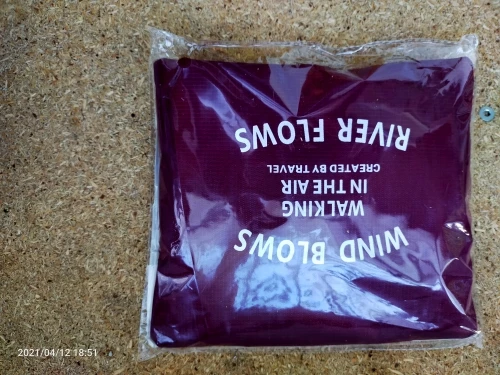 WIND BLOWS
WALKING
IN THE AIR
CREATED BY TRAVEL
RIVER FLOWS
2021/04/12 18:51